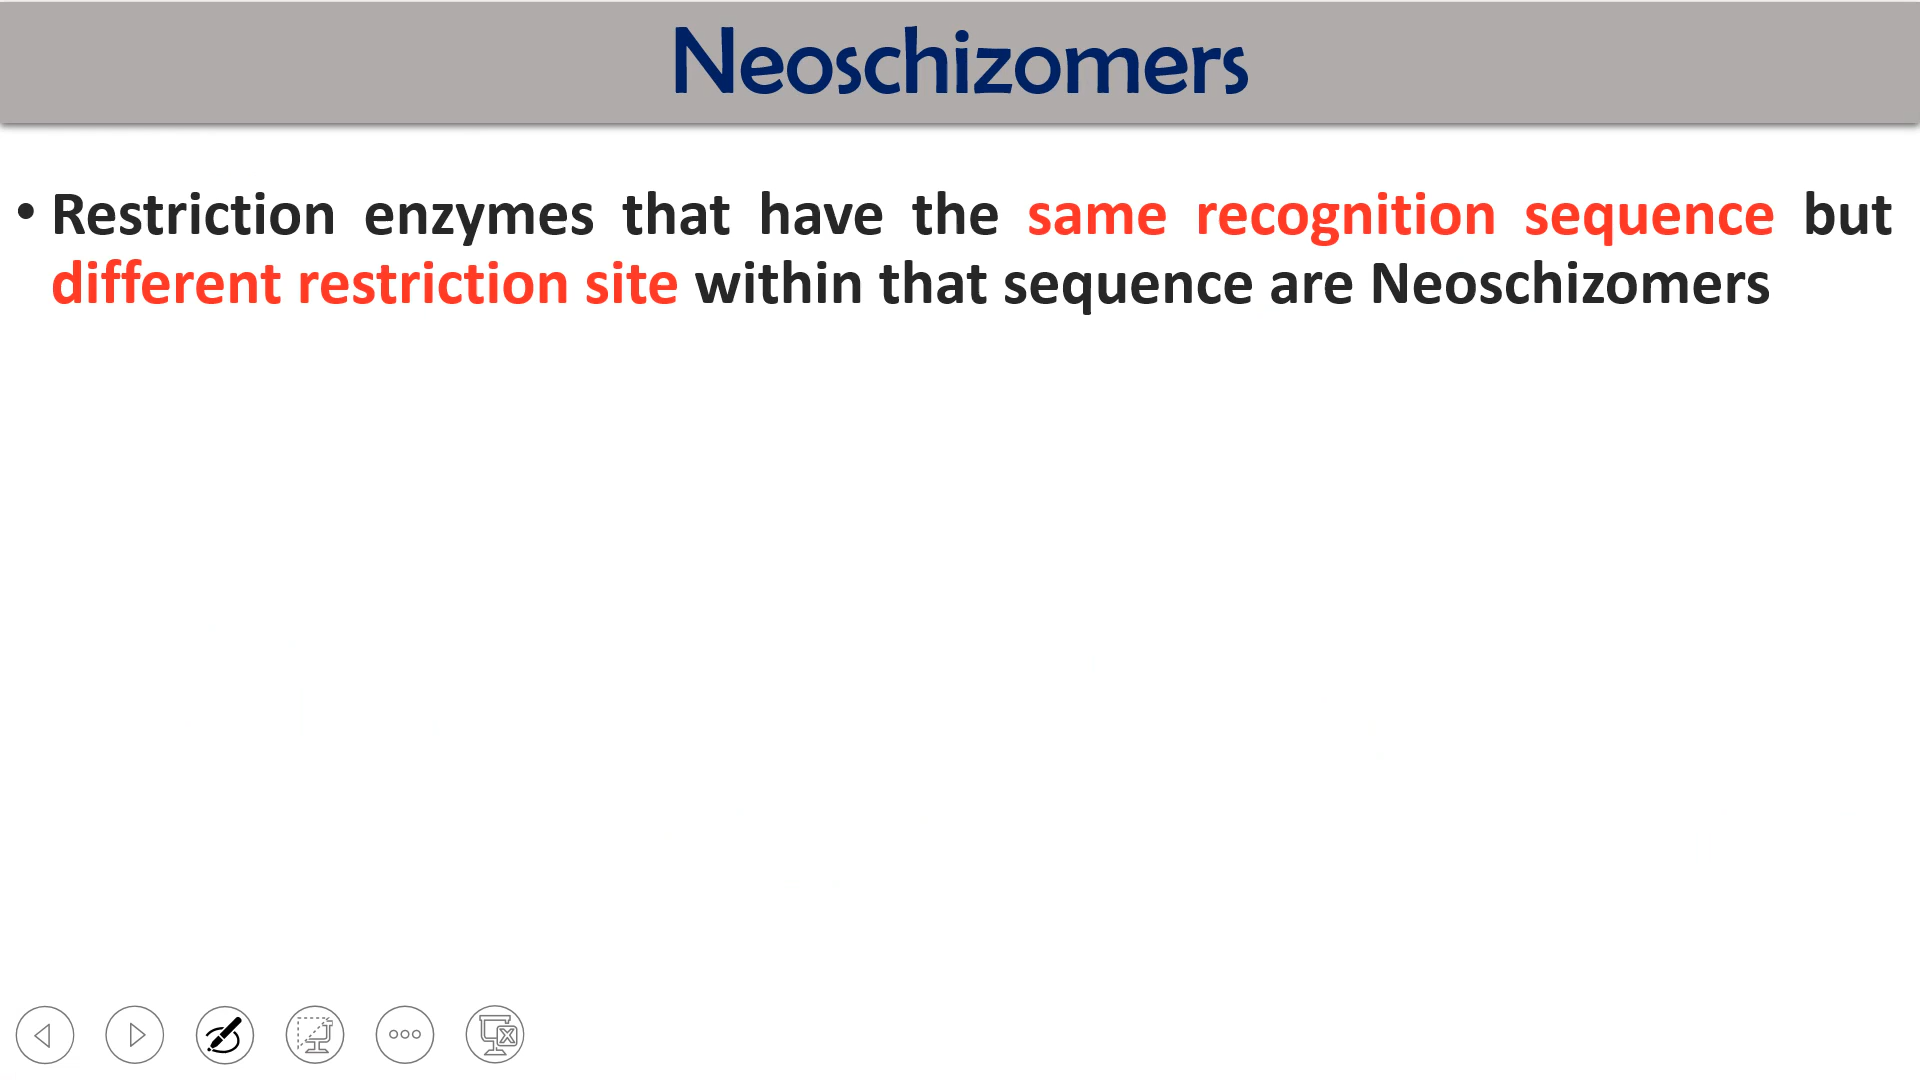 Neoschizomers
• Restriction enzymes that have the same recognition sequence but
different restriction site within that sequence are Neoschizomers